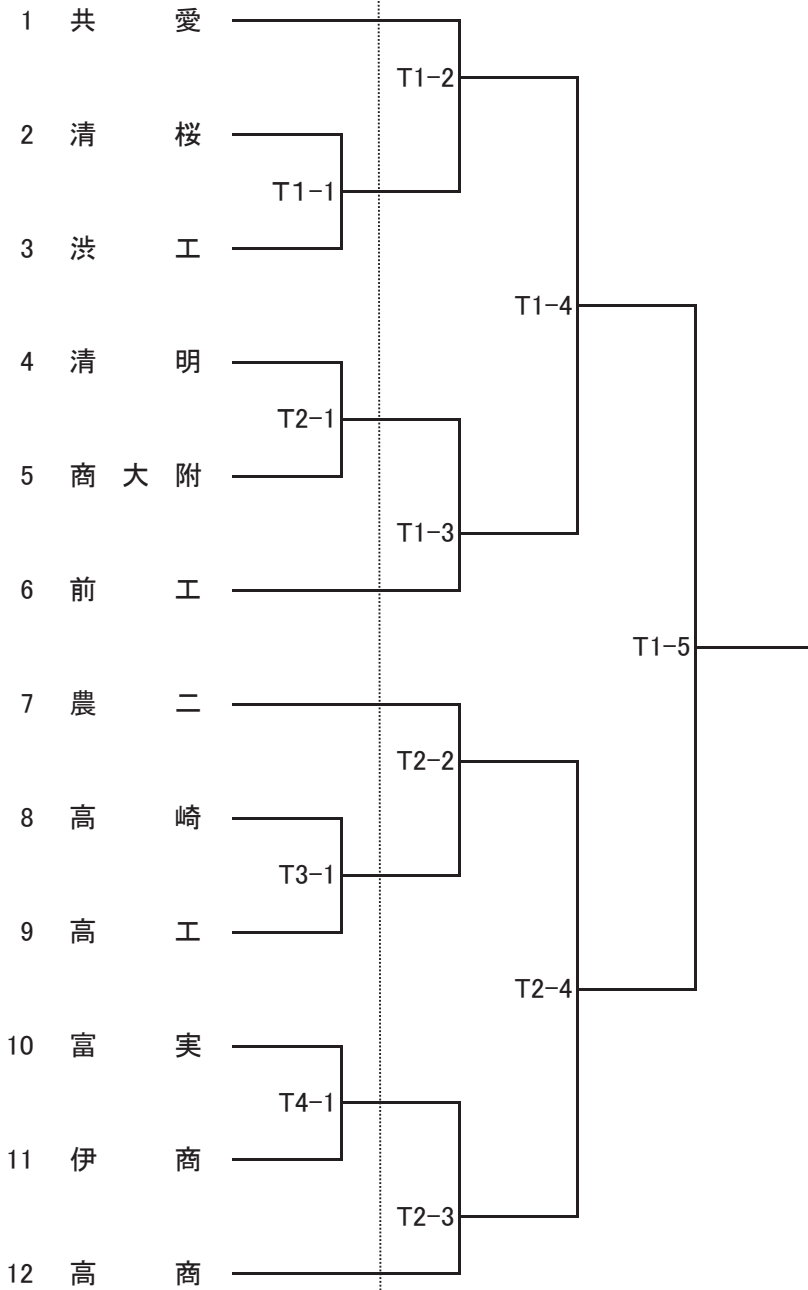 1 共愛
T1-2
2 清桜
T1-1
3 渋工
T1-4
4 清明
T2-1
5 商大附
T1-3
6 前工
T1-5
7 農二
T2-2
8 高崎
T3-1
9 高工
T2-4
10 富実
T4-1
11 伊商
T2-3
12 高商